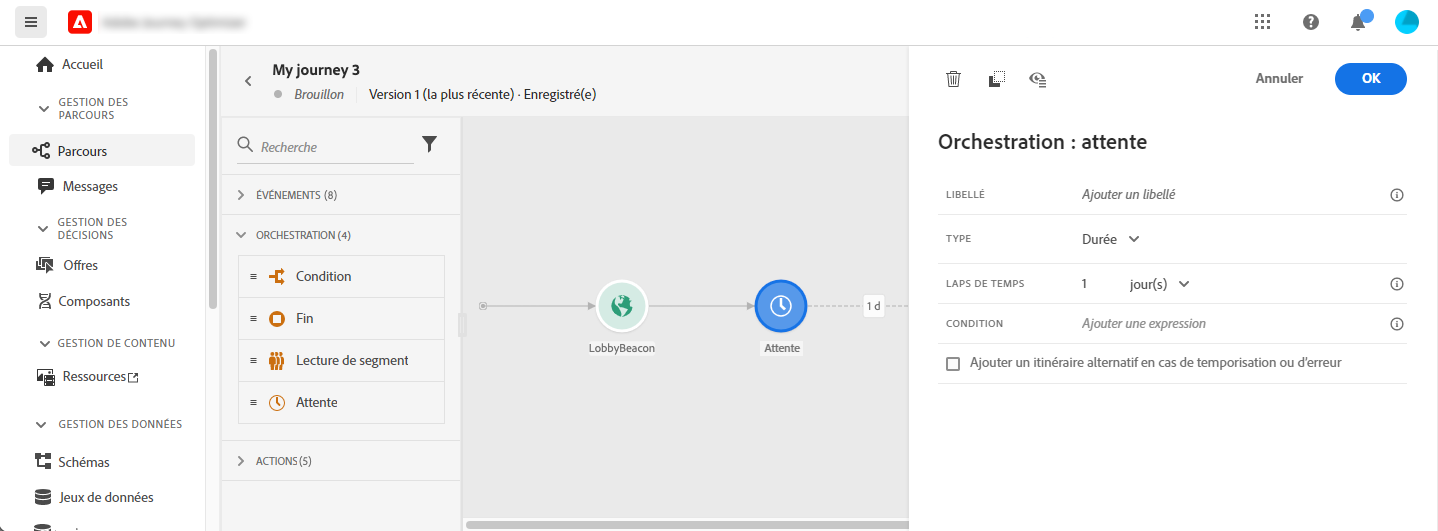 Accueil
GESTION DES
PARCOURS
Parcours
Messages
GESTION DES
DÉCISIONS
Offres
Composants
GESTION DE CONTENU
Ressources
GESTION DES DONNÉES
Schémas
Jeux de données
My journey 3
Brouillon
Version 1 (la plus récente) · Enregistré(e)
Recherche
ÉVÉNEMENTS (8)
ORCHESTRATION (4)
Condition
Fin
Lecture de segment
Attente
ACTIONS (5)
LobbyBeacon
Attente
1 d
Annuler
OK
Orchestration : attente
LIBELLÉ
Ajouter un libellé
TYPE
Durée
LAPS DE TEMPS
1
jour(s)
CONDITION
Ajouter une expression
Ajouter un itinéraire alternatif en cas de temporisation ou d'erreur